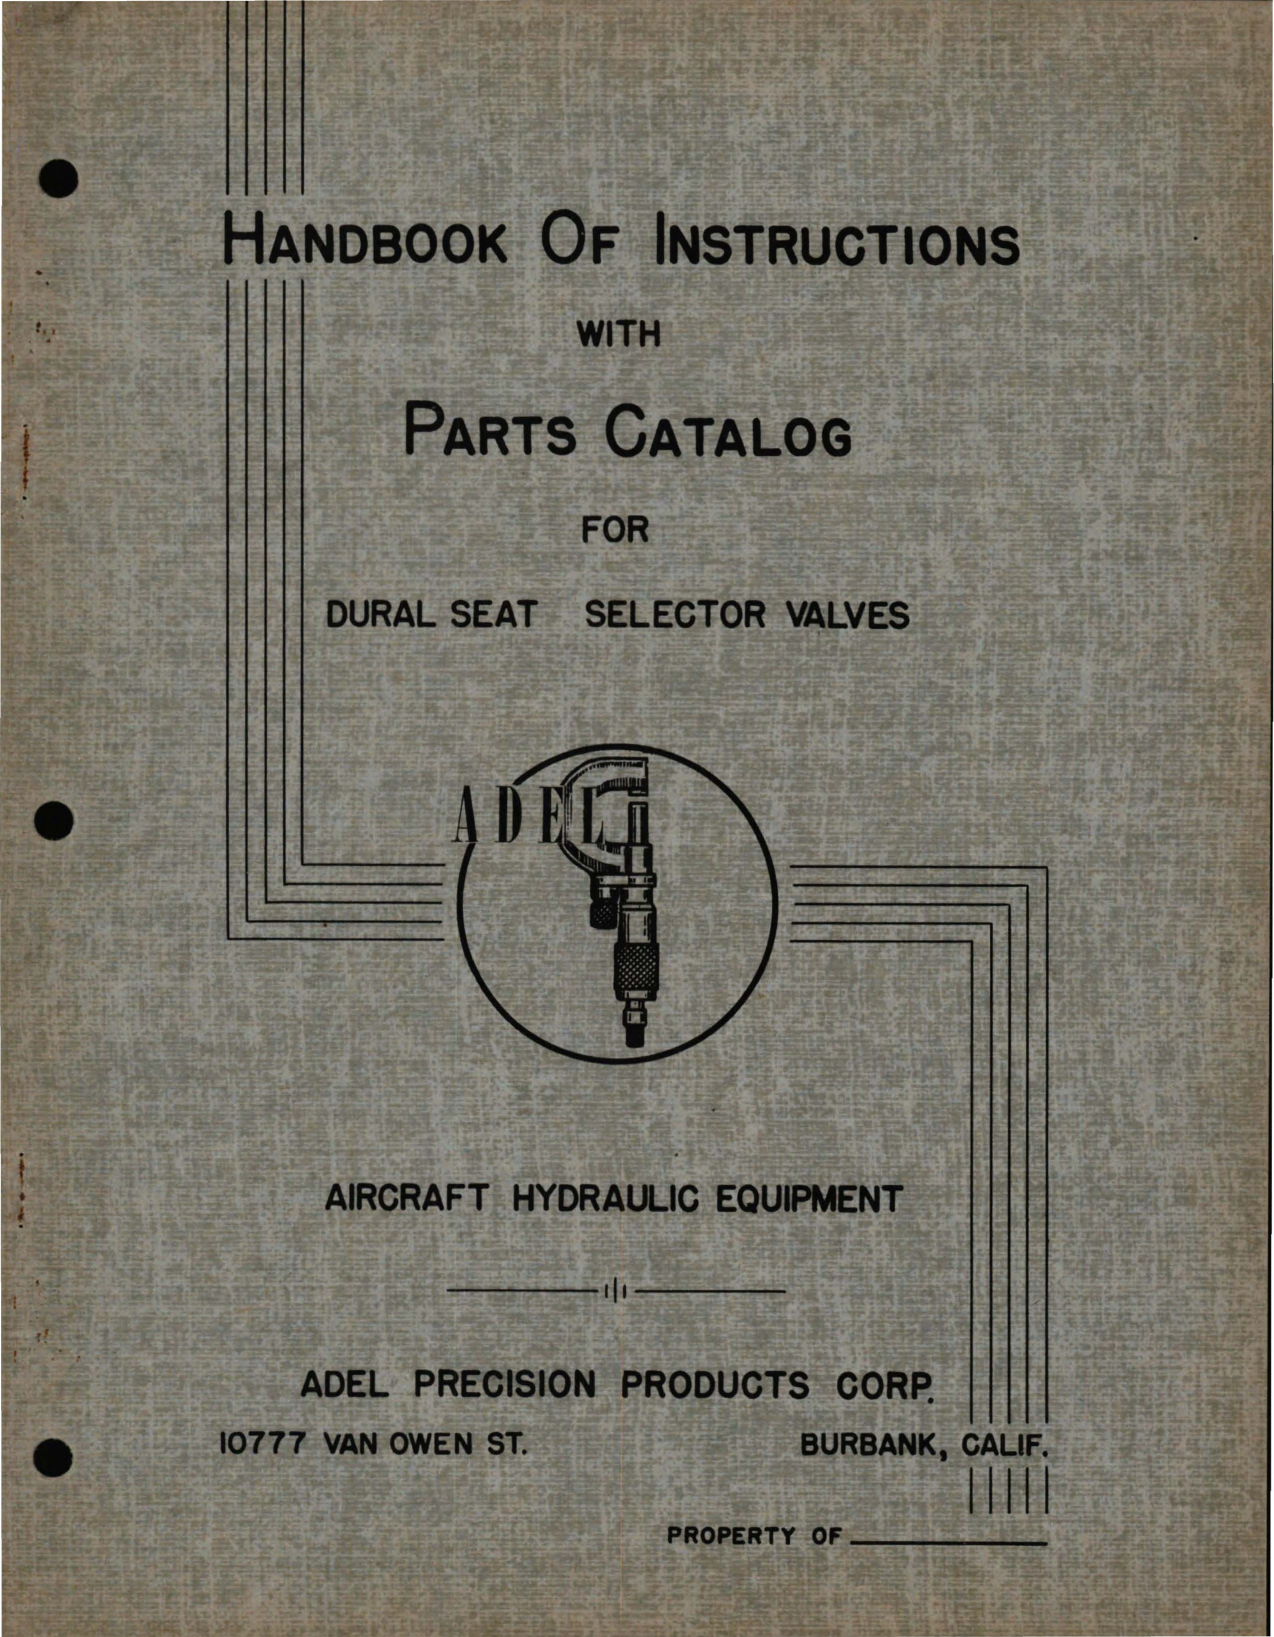 HANDBOOK OF INSTRUCTIONS
WITH
PARTS CATALOG
FOR
DURAL SEAT SELECTOR VALVES
ADEL
AIRCRAFT HYDRAULIC EQUIPMENT
ADEL PRECISION PRODUCTS CORP.
10777 VAN OWEN ST. BURBANK, CALIF.
PROPERTY OF